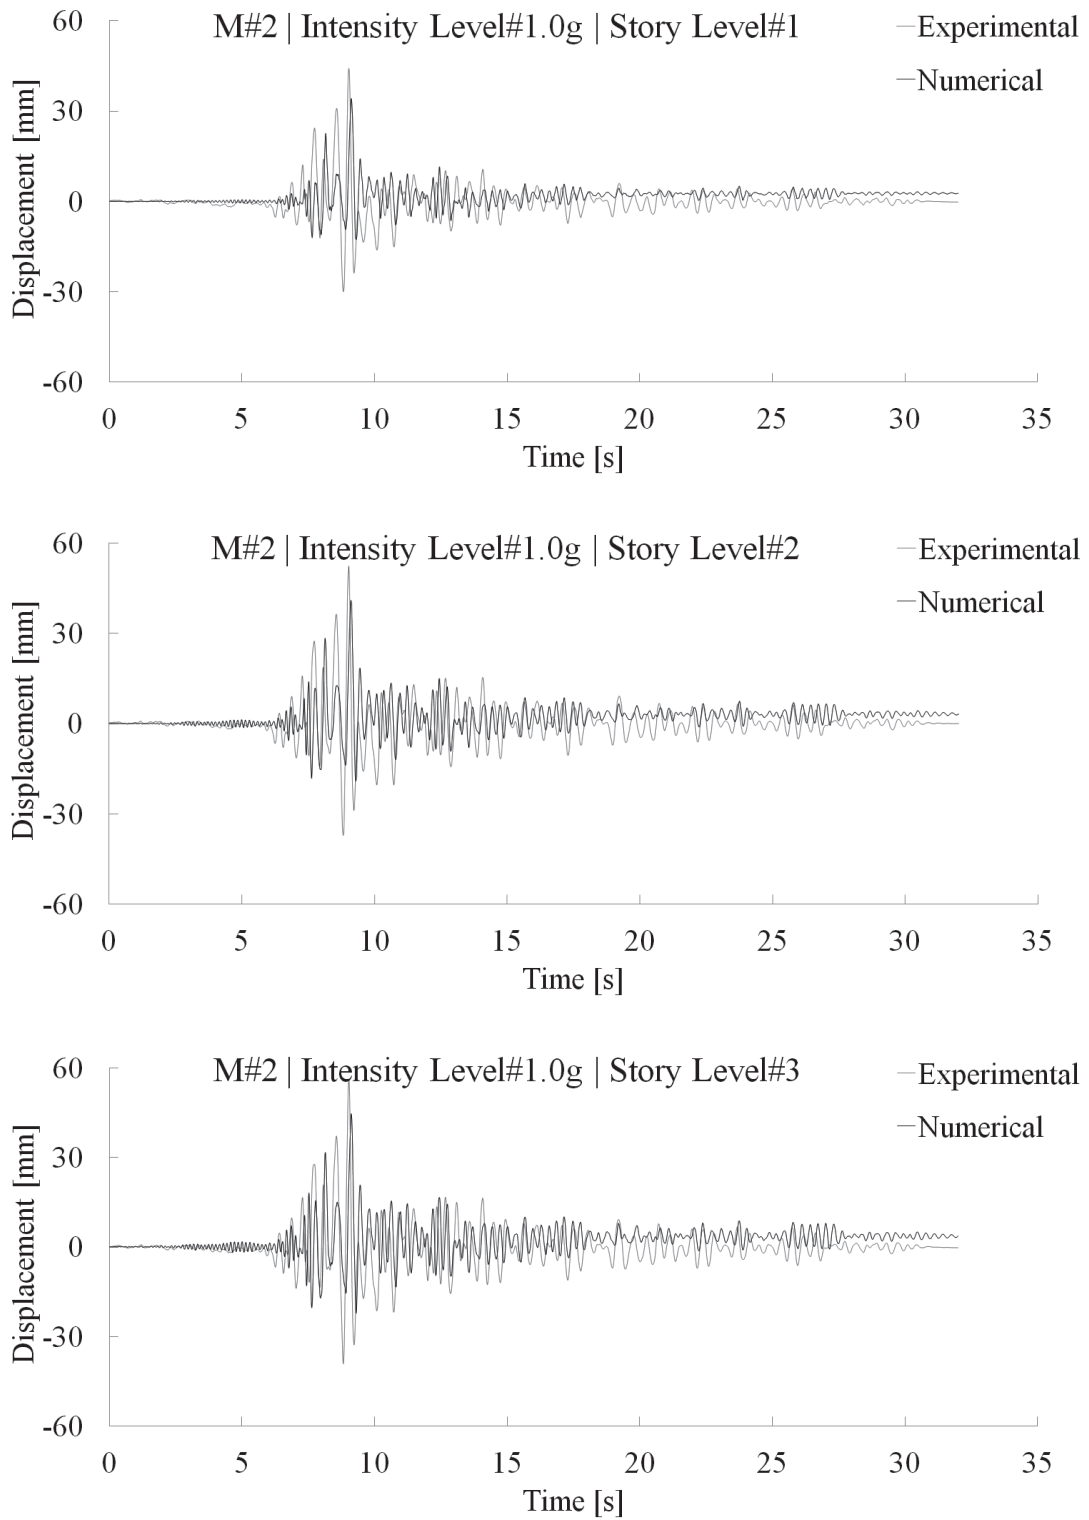 M#2 | Intensity Level#1.0g | Story Level#1
Experimental
Numerical
Displacement [mm]
60
30
0
-30
-60
0 5 10 15 20 25 30 35
Time [s]
M#2 | Intensity Level#1.0g | Story Level#2
Experimental
Numerical
Displacement [mm]
60
30
0
-30
-60
0 5 10 15 20 25 30 35
Time [s]
M#2 | Intensity Level#1.0g | Story Level#3
Experimental
Numerical
Displacement [mm]
60
30
0
-30
-60
0 5 10 15 20 25 30 35
Time [s]